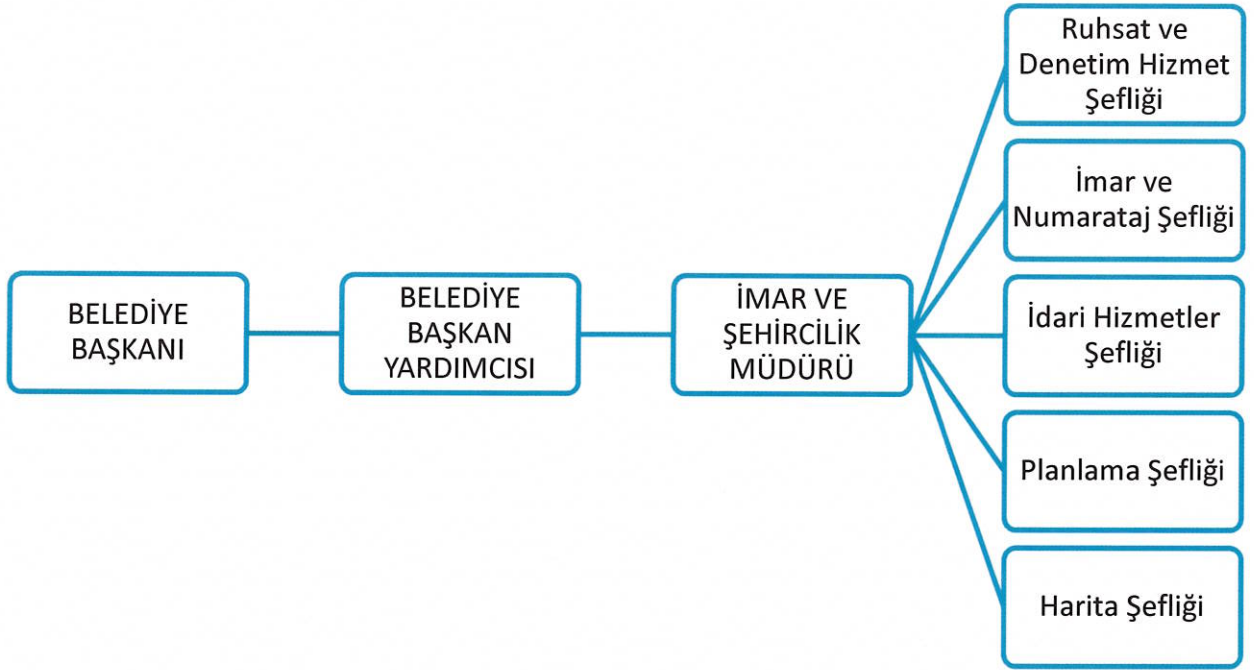 BELEDİYE
BAŞKANI
BELEDİYE
BAŞKAN
YARDIMCISI
İMAR VE
ŞEHİRCİLİK
MÜDÜRÜ
Ruhsat ve
Denetim Hizmet
Şefliği
İmar ve
Numarataj Şefliği
İdari Hizmetler
Şefliği
Planlama Şefliği
Harita Şefliği